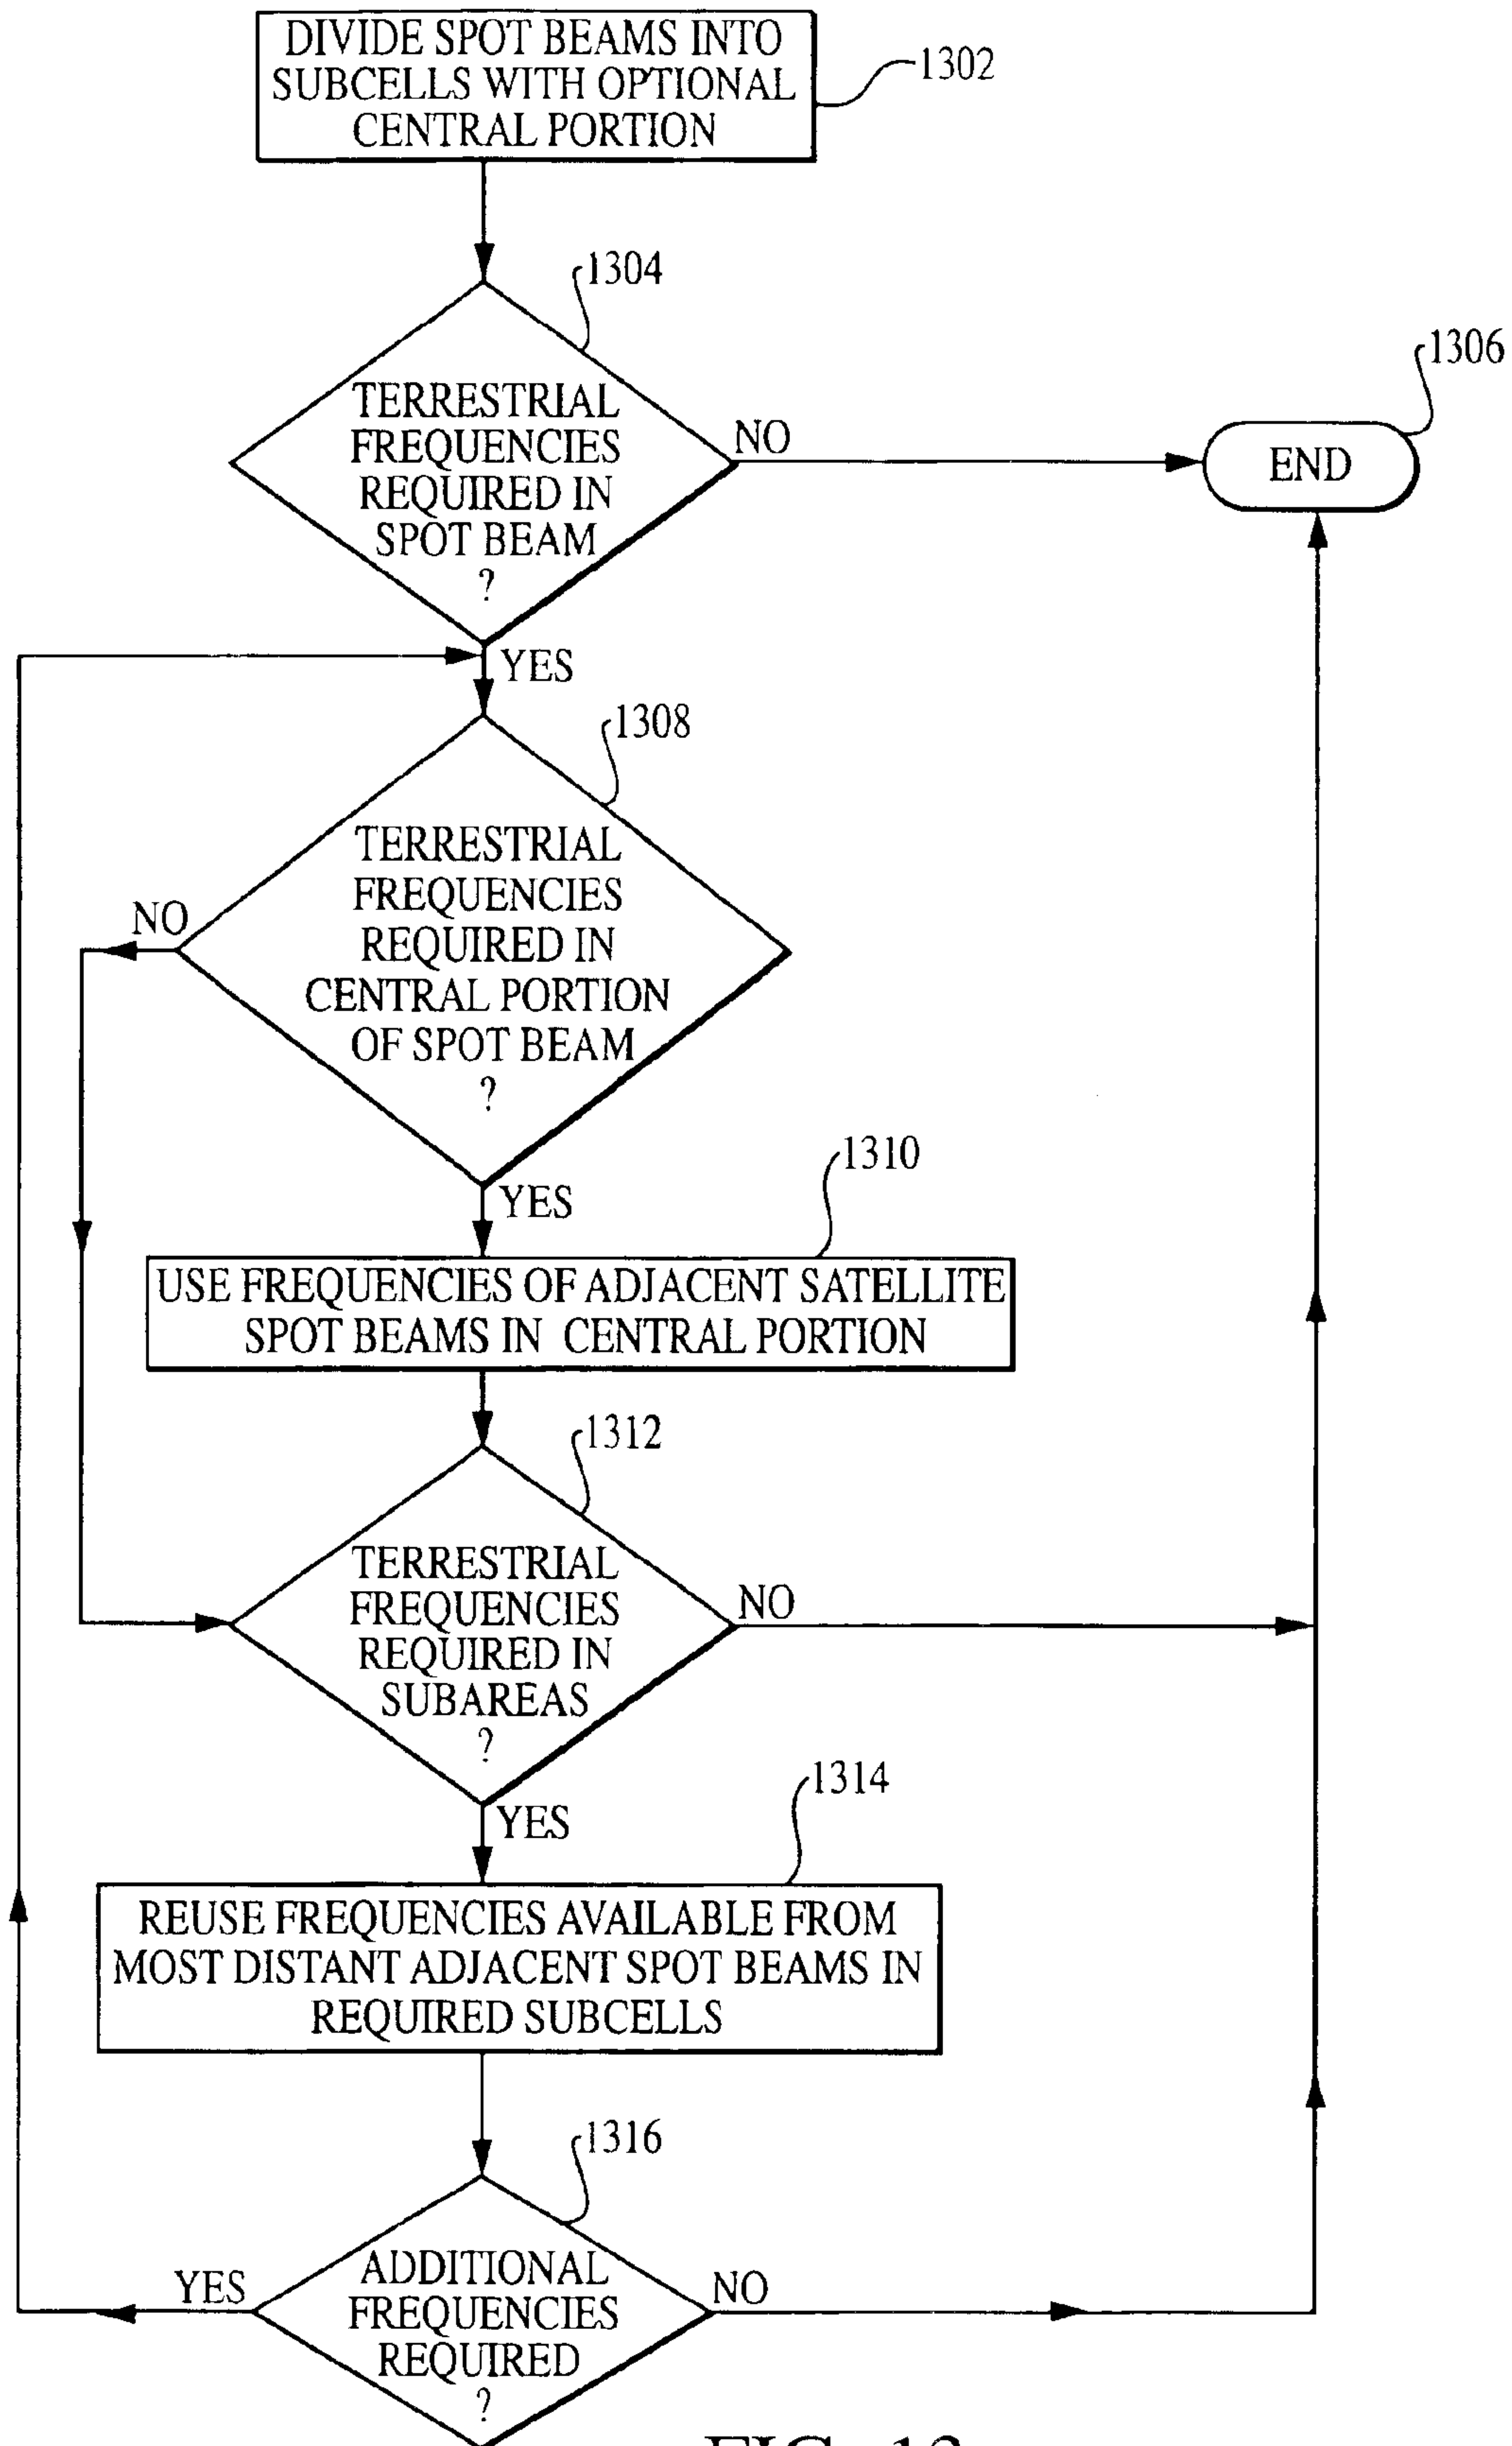 DIVIDE SPOT BEAMS INTO
SUBCELLS WITH OPTIONAL
CENTRAL PORTION
1302
1304
TERRESTRIAL
FREQUENCIES
REQUIRED IN
SPOT BEAM
?
NO
1306
END
YES
1308
TERRESTRIAL
FREQUENCIES
REQUIRED IN
CENTRAL PORTION
OF SPOT BEAM
?
NO
YES
1310
USE FREQUENCIES OF ADJACENT SATELLITE
SPOT BEAMS IN CENTRAL PORTION
1312
TERRESTRIAL
FREQUENCIES
REQUIRED IN
SUBAREAS
?
NO
YES
1314
REUSE FREQUENCIES AVAILABLE FROM
MOST DISTANT ADJACENT SPOT BEAMS IN
REQUIRED SUBCELLS
1316
ADDITIONAL
FREQUENCIES
REQUIRED
?
YES
NO